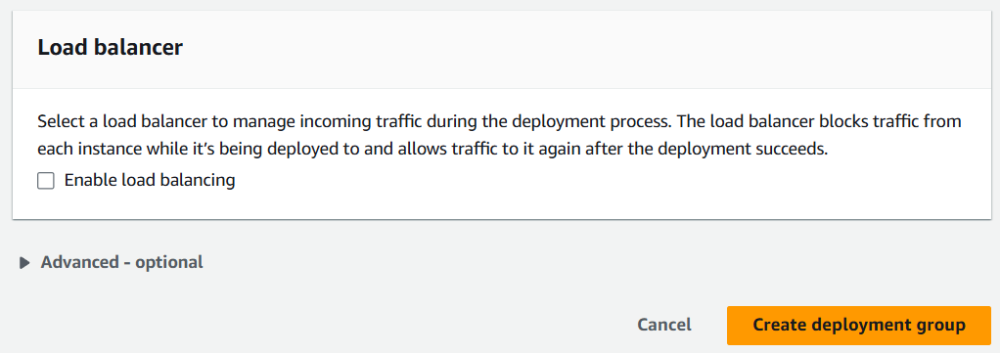 Load balancer
Select a load balancer to manage incoming traffic during the deployment process. The load balancer blocks traffic from
each instance while it’s being deployed to and allows traffic to it again after the deployment succeeds.
Enable load balancing
Advanced - optional
Cancel
Create deployment group